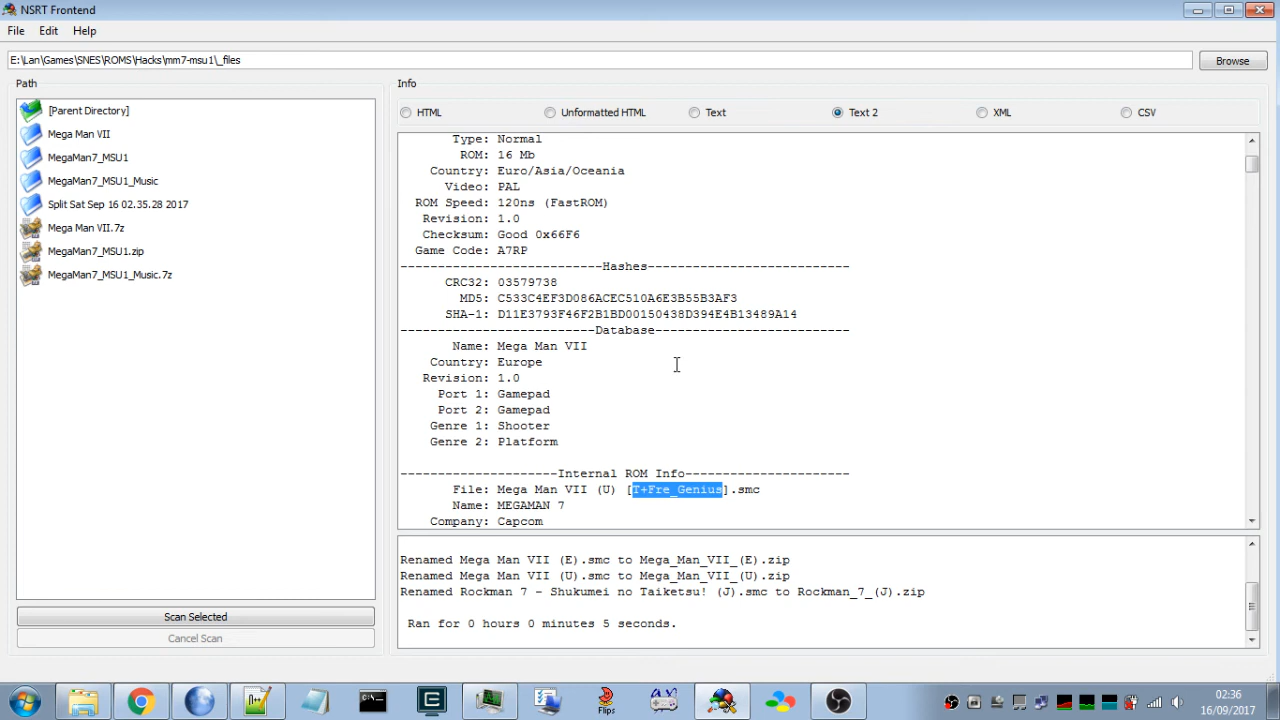 NSRT Frontend
File Edit Help
E:\Lan\Games\SNES\ROMS\Hacks\mm7-msu1\_files
Browse
Path
[Parent Directory]
Mega Man VII
MegaMan7_MSU1
MegaMan7_MSU1_Music
Split Sat Sep 16 02.35.28 2017
Mega Man VII.7z
MegaMan7_MSU1.zip
MegaMan7_MSU1_Music.7z
Scan Selected
Cancel Scan
Info
HTML Unformatted HTML Text Text 2 XML CSV
Type: Normal
ROM: 16 Mb
Country: Euro/Asia/Oceania
Video: PAL
ROM Speed: 120ns (FastROM)
Revision: 1.0
Checksum: Good 0x66F6
Game Code: A7RP
---------------------------Hashes---------------------------
CRC32: 03579738
MD5: C533C4EF3D086ACEC510A6E3B55B3AF3
SHA-1: D11E3793F46F2B1BD00150438D394E4B13489A14
--------------------------Database--------------------------
Name: Mega Man VII
Country: Europe
Revision: 1.0
Port 1: Gamepad
Port 2: Gamepad
Genre 1: Shooter
Genre 2: Platform
---------------------Internal ROM Info----------------------
File: Mega Man VII (U) [T+Fre_Genius].smc
Name: MEGAMAN 7
Company: Capcom
Renamed Mega Man VII (E).smc to Mega_Man_VII_(E).zip
Renamed Mega Man VII (U).smc to Mega_Man_VII_(U).zip
Renamed Rockman 7 - Shukumei no Taiketsu! (J).smc to Rockman_7_(J).zip
Ran for 0 hours 0 minutes 5 seconds.
Flips
02:36
16/09/2017